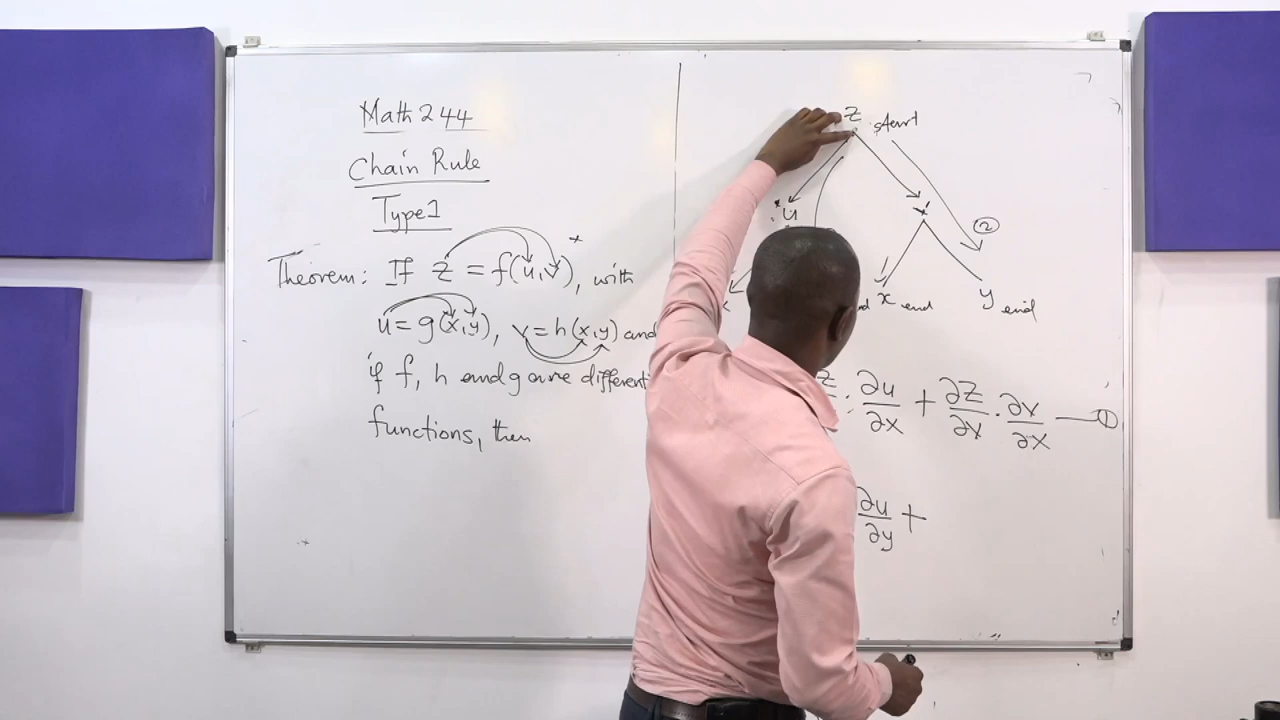 Math 244
Chain Rule
Type 1
Theorem: If z = f(u,v), with
u = g(x,y), v = h(x,y) and
if f, h and g are different
functions, then
z start
u
v
②
x end
y end
∂u/∂x + ∂z/∂v · ∂v/∂x — ①
∂u/∂y +